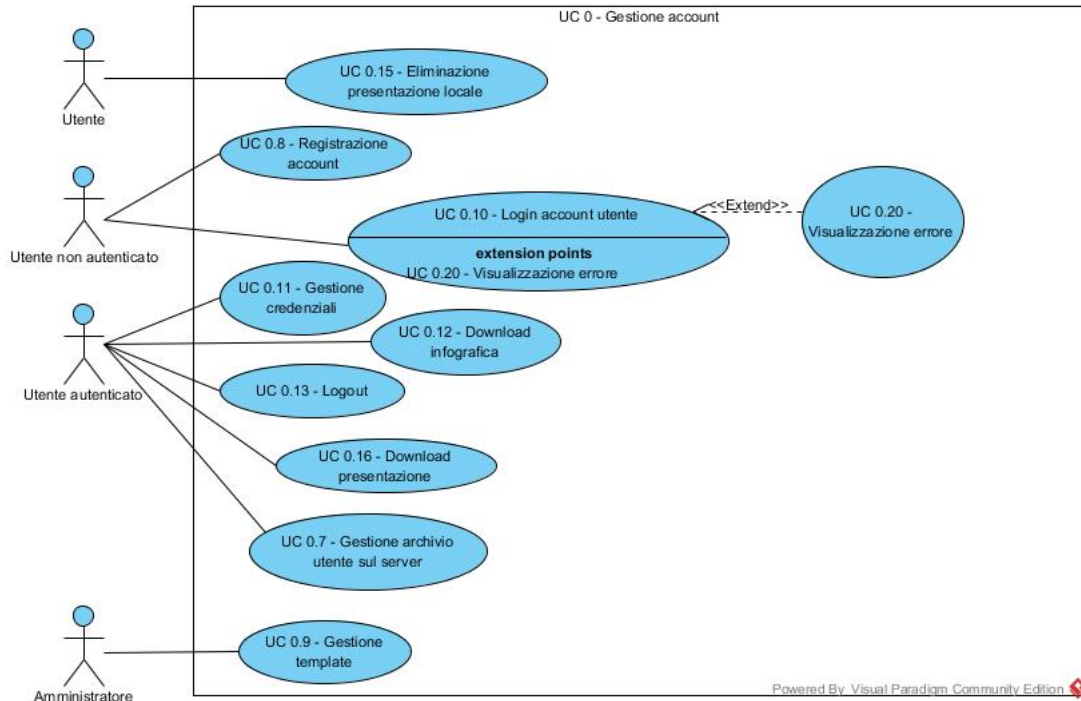 UC 0 - Gestione account
UC 0.15 - Eliminazione
presentazione locale
Utente
UC 0.8 - Registrazione
account
Utente non autenticato
UC 0.10 - Login account utente
extension points
UC 0.20 - Visualizzazione errore
<<Extend>>
UC 0.20 -
Visualizzazione errore
UC 0.11 - Gestione
credenziali
UC 0.12 - Download
infografica
Utente autenticato
UC 0.13 - Logout
UC 0.16 - Download
presentazione
UC 0.7 - Gestione archivio
utente sul server
UC 0.9 - Gestione
template
Amministratore
Powered By Visual Paradigm Community Edition